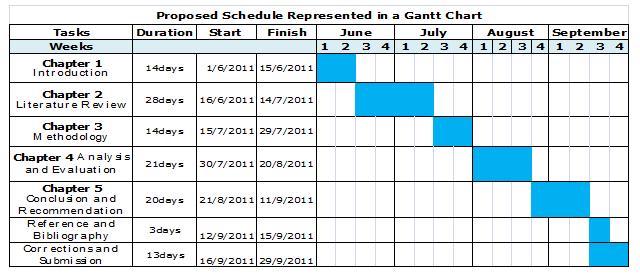 Proposed Schedule Represented in a Gantt Chart
Tasks Duration Start Finish June July August September
Weeks 1 2 3 4 1 2 3 4 1 2 3 4 1 2 3 4
Chapter 1
Introduction
14days 1/6/2011 15/6/2011
Chapter 2
Literature Review
28days 16/6/2011 14/7/2011
Chapter 3
Methodology
14days 15/7/2011 29/7/2011
Chapter 4 Analysis
and Evaluation
21days 30/7/2011 20/8/2011
Chapter 5
Conclusion and
Recommendation
20days 21/8/2011 11/9/2011
Reference and
Bibliography
3days 12/9/2011 15/9/2011
Corrections and
Submission
13days 16/9/2011 29/9/2011